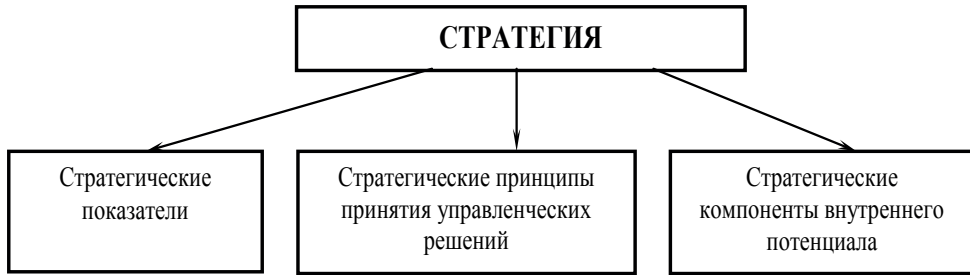 СТРАТЕГИЯ
Стратегические
показатели
Стратегические принципы
принятия управленческих
решений
Стратегические
компоненты внутреннего
потенциала